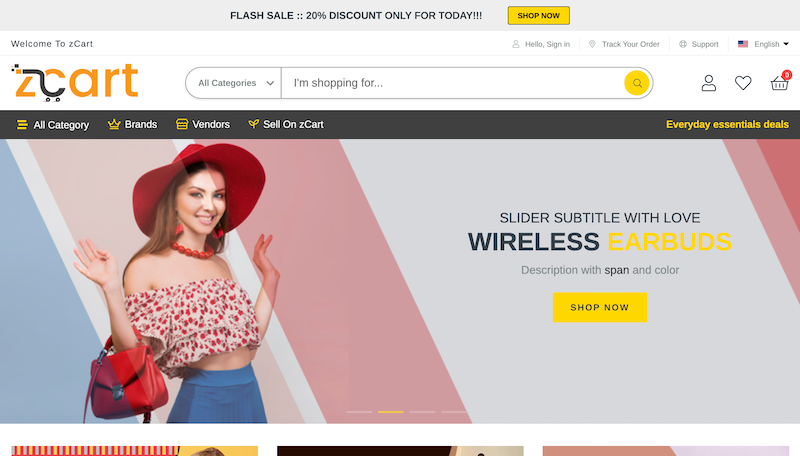 FLASH SALE :: 20% DISCOUNT ONLY FOR TODAY!!! SHOP NOW
Welcome To zCart Hello, Sign in Track Your Order Support English
zcart All Categories I'm shopping for... 0
All Category Brands Vendors Sell On zCart Everyday essentials deals
SLIDER SUBTITLE WITH LOVE
WIRELESS EARBUDS
Description with span and color
SHOP NOW